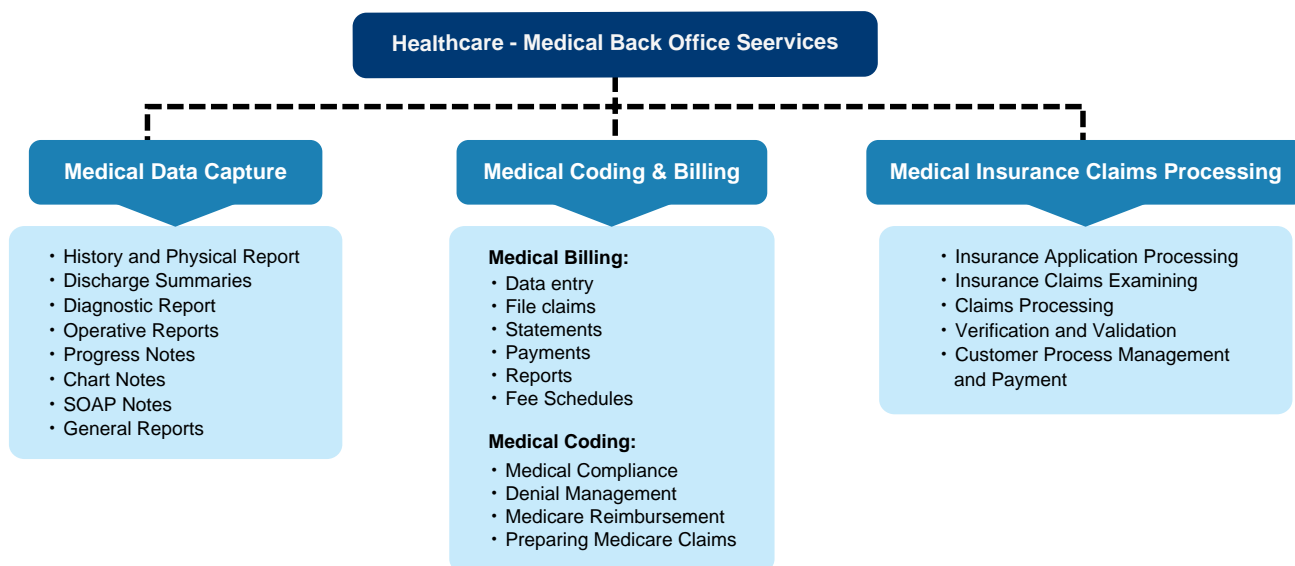 Healthcare - Medical Back Office Seervices
Medical Data Capture
・History and Physical Report
・Discharge Summaries
・Diagnostic Report
・Operative Reports
・Progress Notes
・Chart Notes
・SOAP Notes
・General Reports
Medical Coding & Billing
Medical Billing:
・Data entry
・File claims
・Statements
・Payments
・Reports
・Fee Schedules
Medical Coding:
・Medical Compliance
・Denial Management
・Medicare Reimbursement
・Preparing Medicare Claims
Medical Insurance Claims Processing
・Insurance Application Processing
・Insurance Claims Examining
・Claims Processing
・Verification and Validation
・Customer Process Management
and Payment